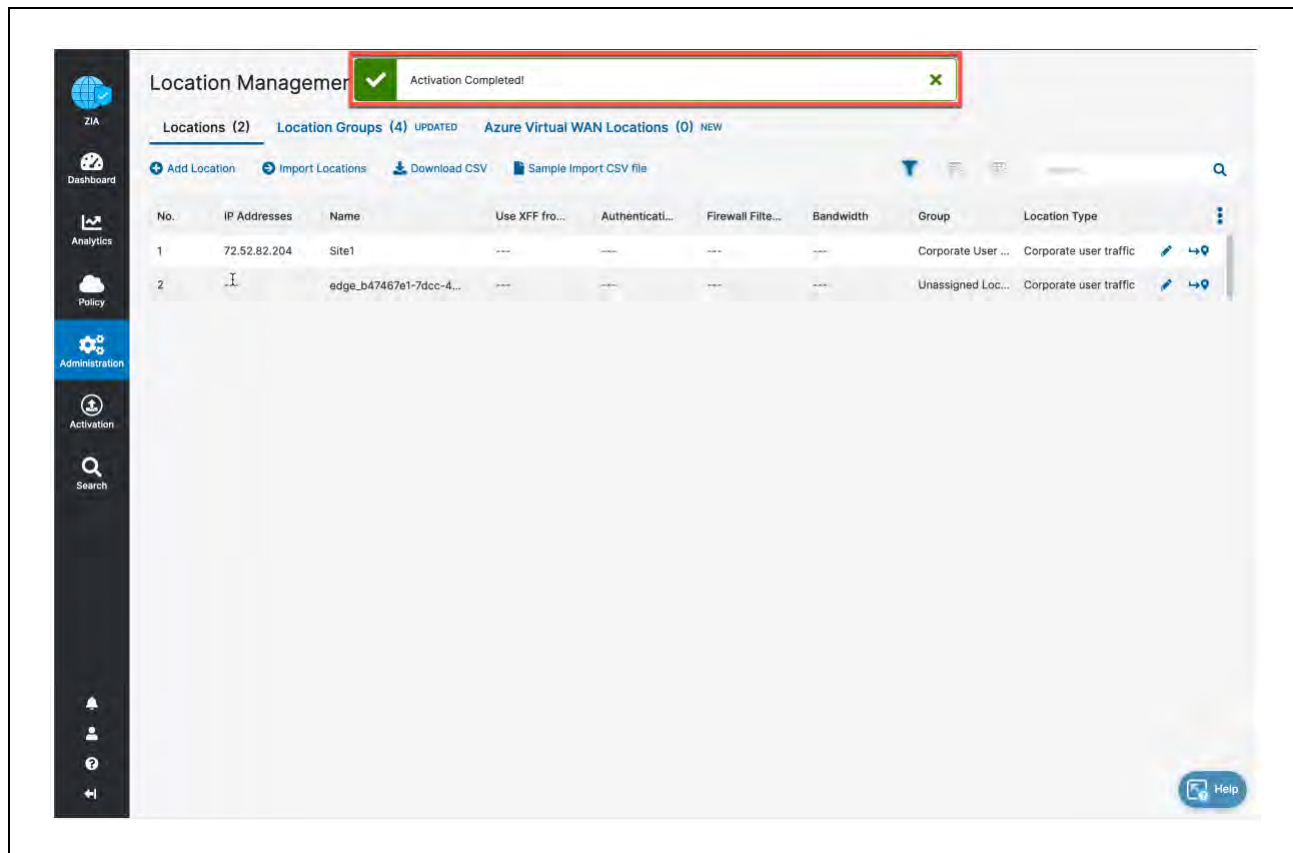 Location Managemen
Activation Completed!
ZIA
Locations (2) Location Groups (4) UPDATED Azure Virtual WAN Locations (0) NEW
Dashboard
Add Location Import Locations Download CSV Sample Import CSV file
No. IP Addresses Name Use XFF fro... Authenticati... Firewall Filte... Bandwidth Group Location Type
Analytics
1 72.52.82.204 Site1 --- --- --- --- Corporate User ... Corporate user traffic
2 --- edge_b47467e1-7dcc-4... --- --- --- --- Unassigned Loc... Corporate user traffic
Policy
Administration
Activation
Search
Help